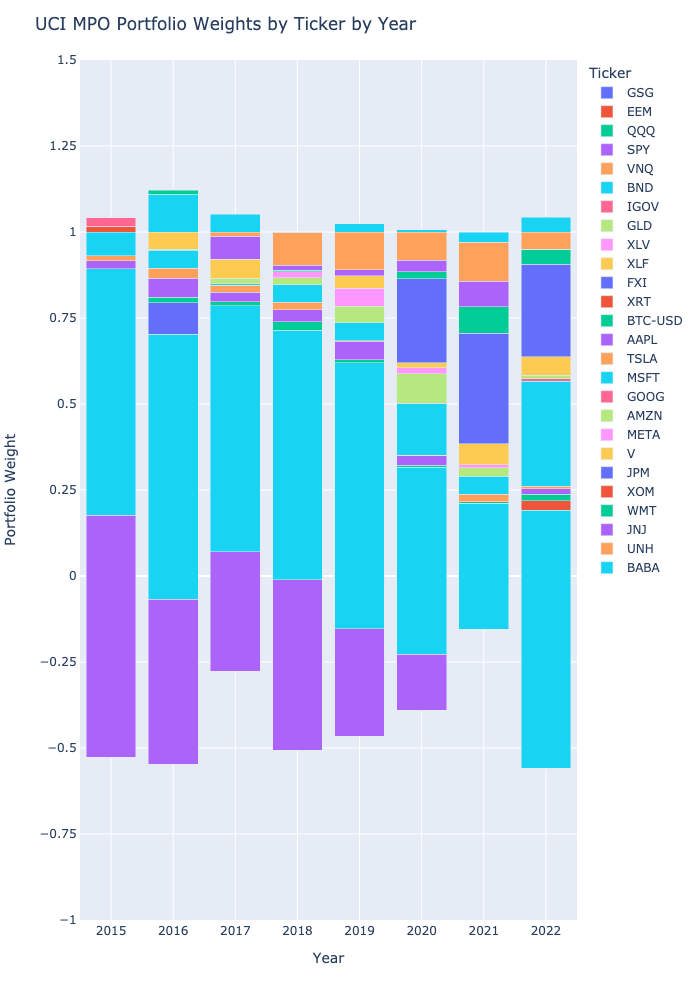 UCI MPO Portfolio Weights by Ticker by Year
Portfolio Weight
1.5
1.25
1
0.75
0.5
0.25
0
−0.25
−0.5
−0.75
−1
2015 2016 2017 2018 2019 2020 2021 2022
Year
Ticker
GSG
EEM
QQQ
SPY
VNQ
BND
IGOV
GLD
XLV
XLF
FXI
XRT
BTC-USD
AAPL
TSLA
MSFT
GOOG
AMZN
META
V
JPM
XOM
WMT
JNJ
UNH
BABA